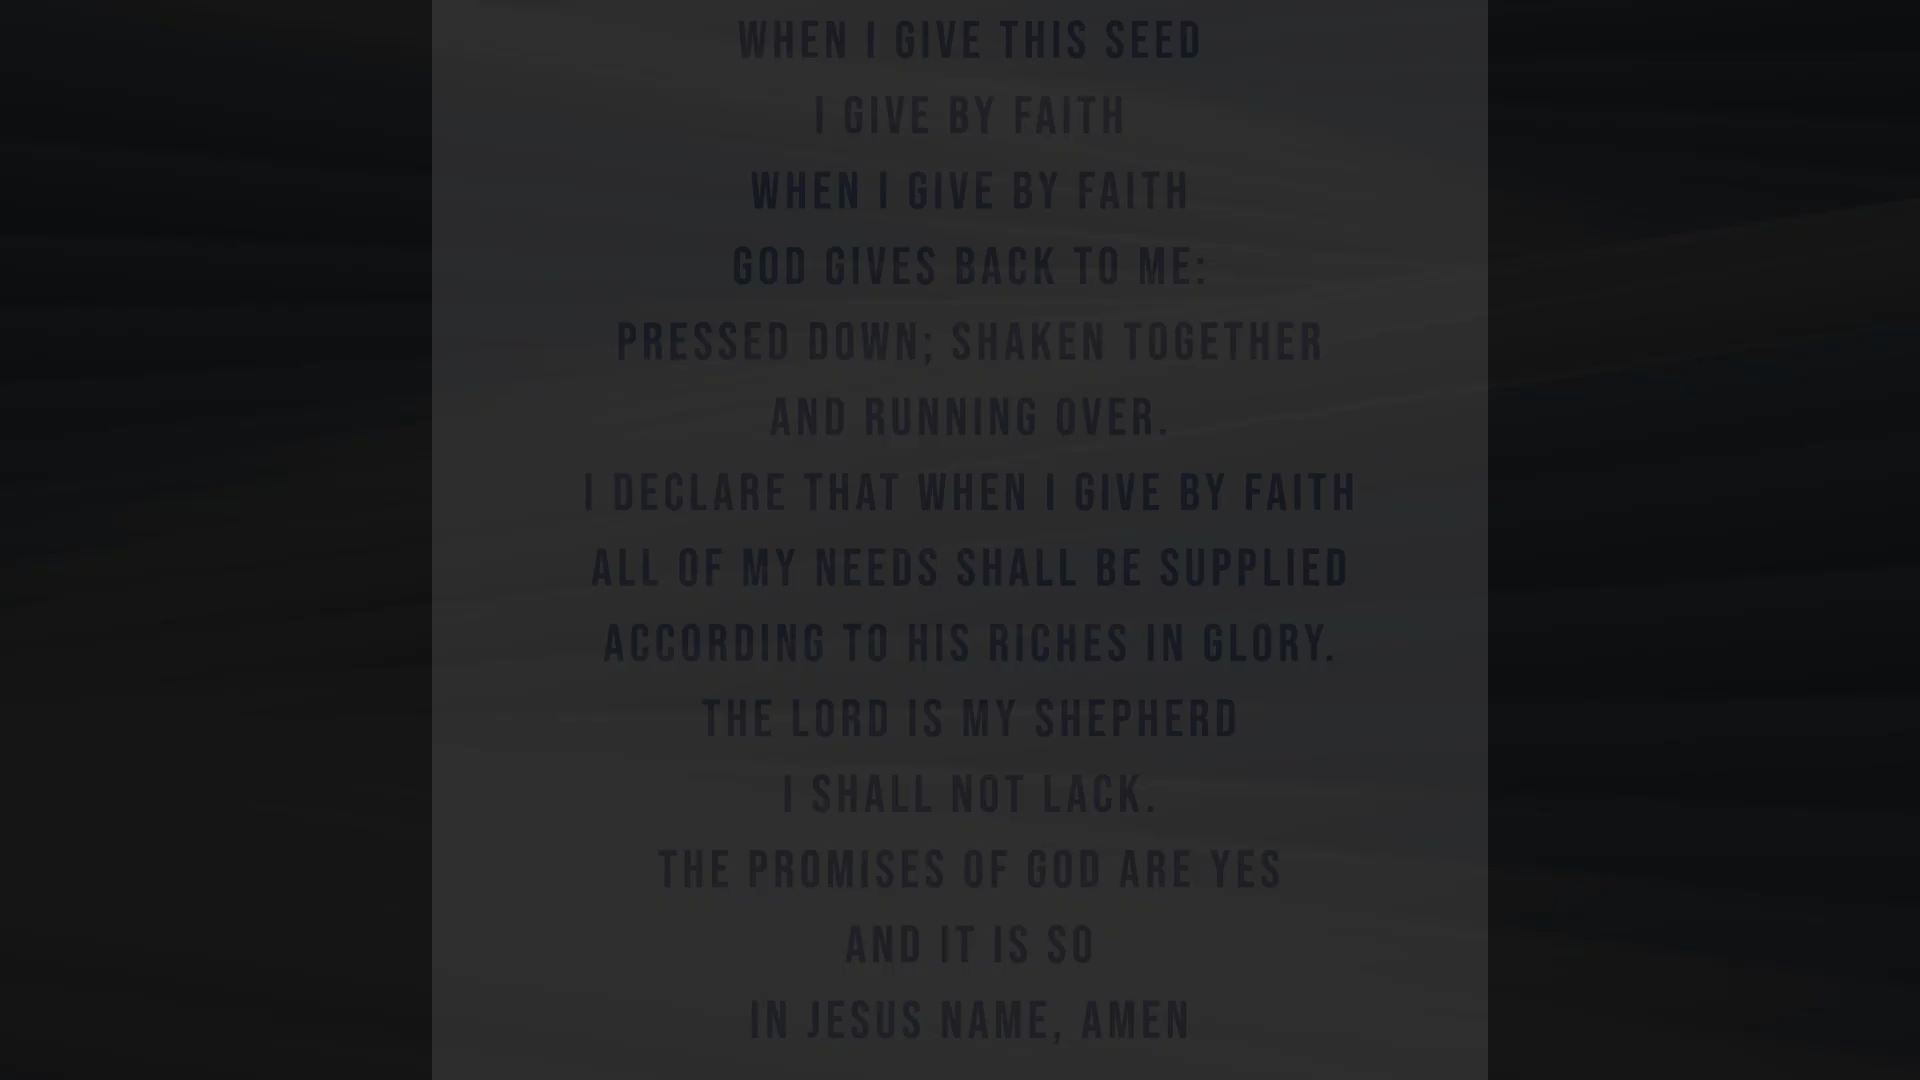 WHEN I GIVE THIS SEED
I GIVE BY FAITH
WHEN I GIVE BY FAITH
GOD GIVES BACK TO ME:
PRESSED DOWN; SHAKEN TOGETHER
AND RUNNING OVER.
I DECLARE THAT WHEN I GIVE BY FAITH
ALL OF MY NEEDS SHALL BE SUPPLIED
ACCORDING TO HIS RICHES IN GLORY.
THE LORD IS MY SHEPHERD
I SHALL NOT LACK.
THE PROMISES OF GOD ARE YES
AND IT IS SO
IN JESUS NAME, AMEN